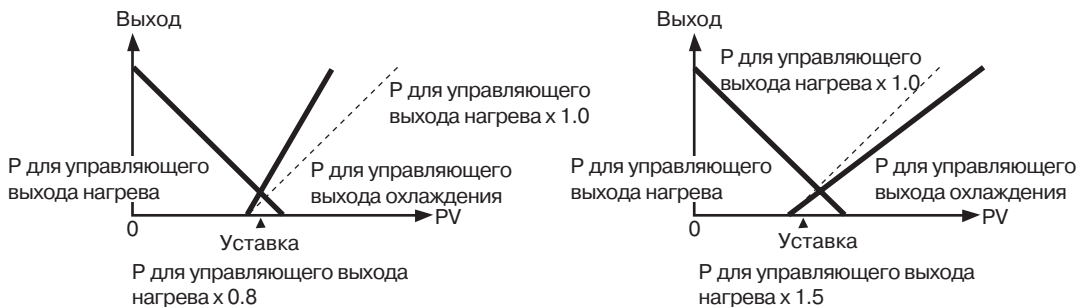 Выход
P для управляющего
выхода нагрева x 1.0
P для управляющего
выхода нагрева
P для управляющего
выхода охлаждения
0
PV
Уставка
P для управляющего выхода
нагрева x 0.8
Выход
P для управляющего
выхода нагрева x 1.0
P для управляющего
выхода нагрева
P для управляющего
выхода охлаждения
0
PV
Уставка
P для управляющего выхода
нагрева x 1.5